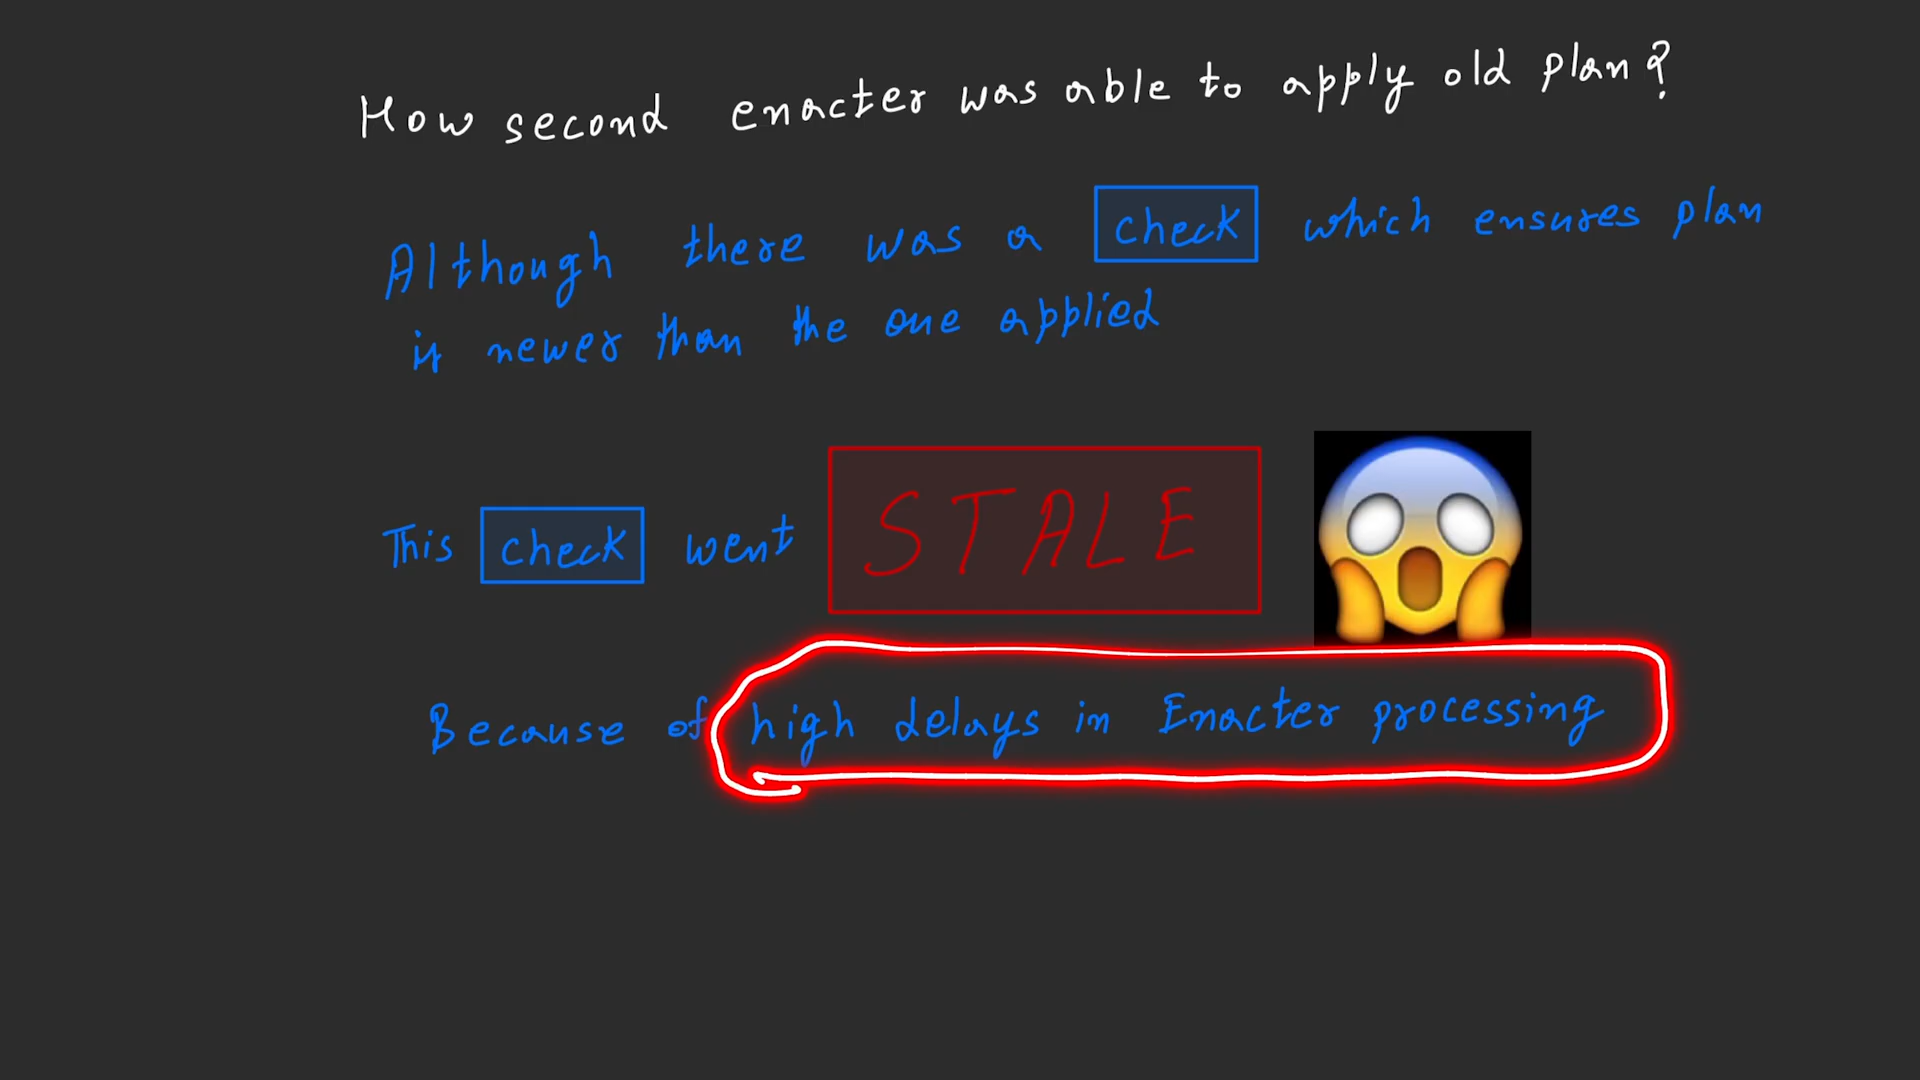 How second enacter was able to apply old plan?
Although there was a check which ensures plan
is newer than the one applied
This check went STALE
Because of high delays in Enacter processing